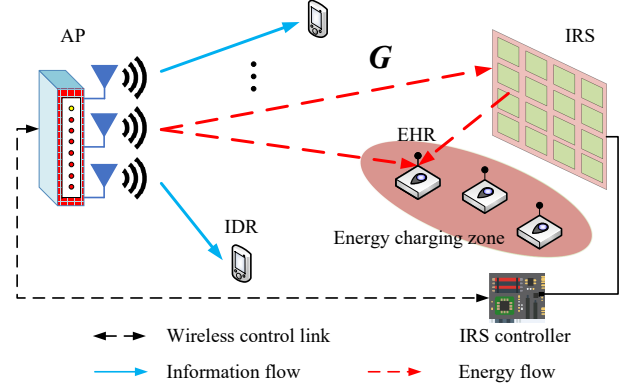 AP
G
IRS
EHR
IDR
Energy charging zone
Wireless control link
IRS controller
Information flow
Energy flow